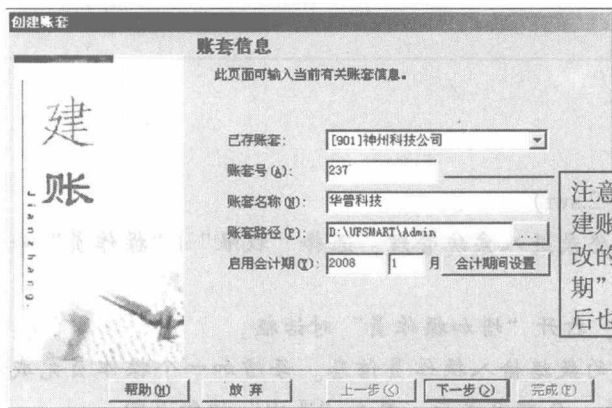 创建账套
账套信息
此页面可输入当前有关账套信息。
建
账
Jianzhang.
已存账套: [901]神州科技公司
账套号(A): 237
账套名称(N): 华普科技
账套路径(P): D:\UFSMART\Admin ...
启用会计期(Y): 2008 1 月 会计期间设置
注意
建账
改的
期”
后也
帮助(H) 放弃 上一步(<) 下一步(>) 完成(F)